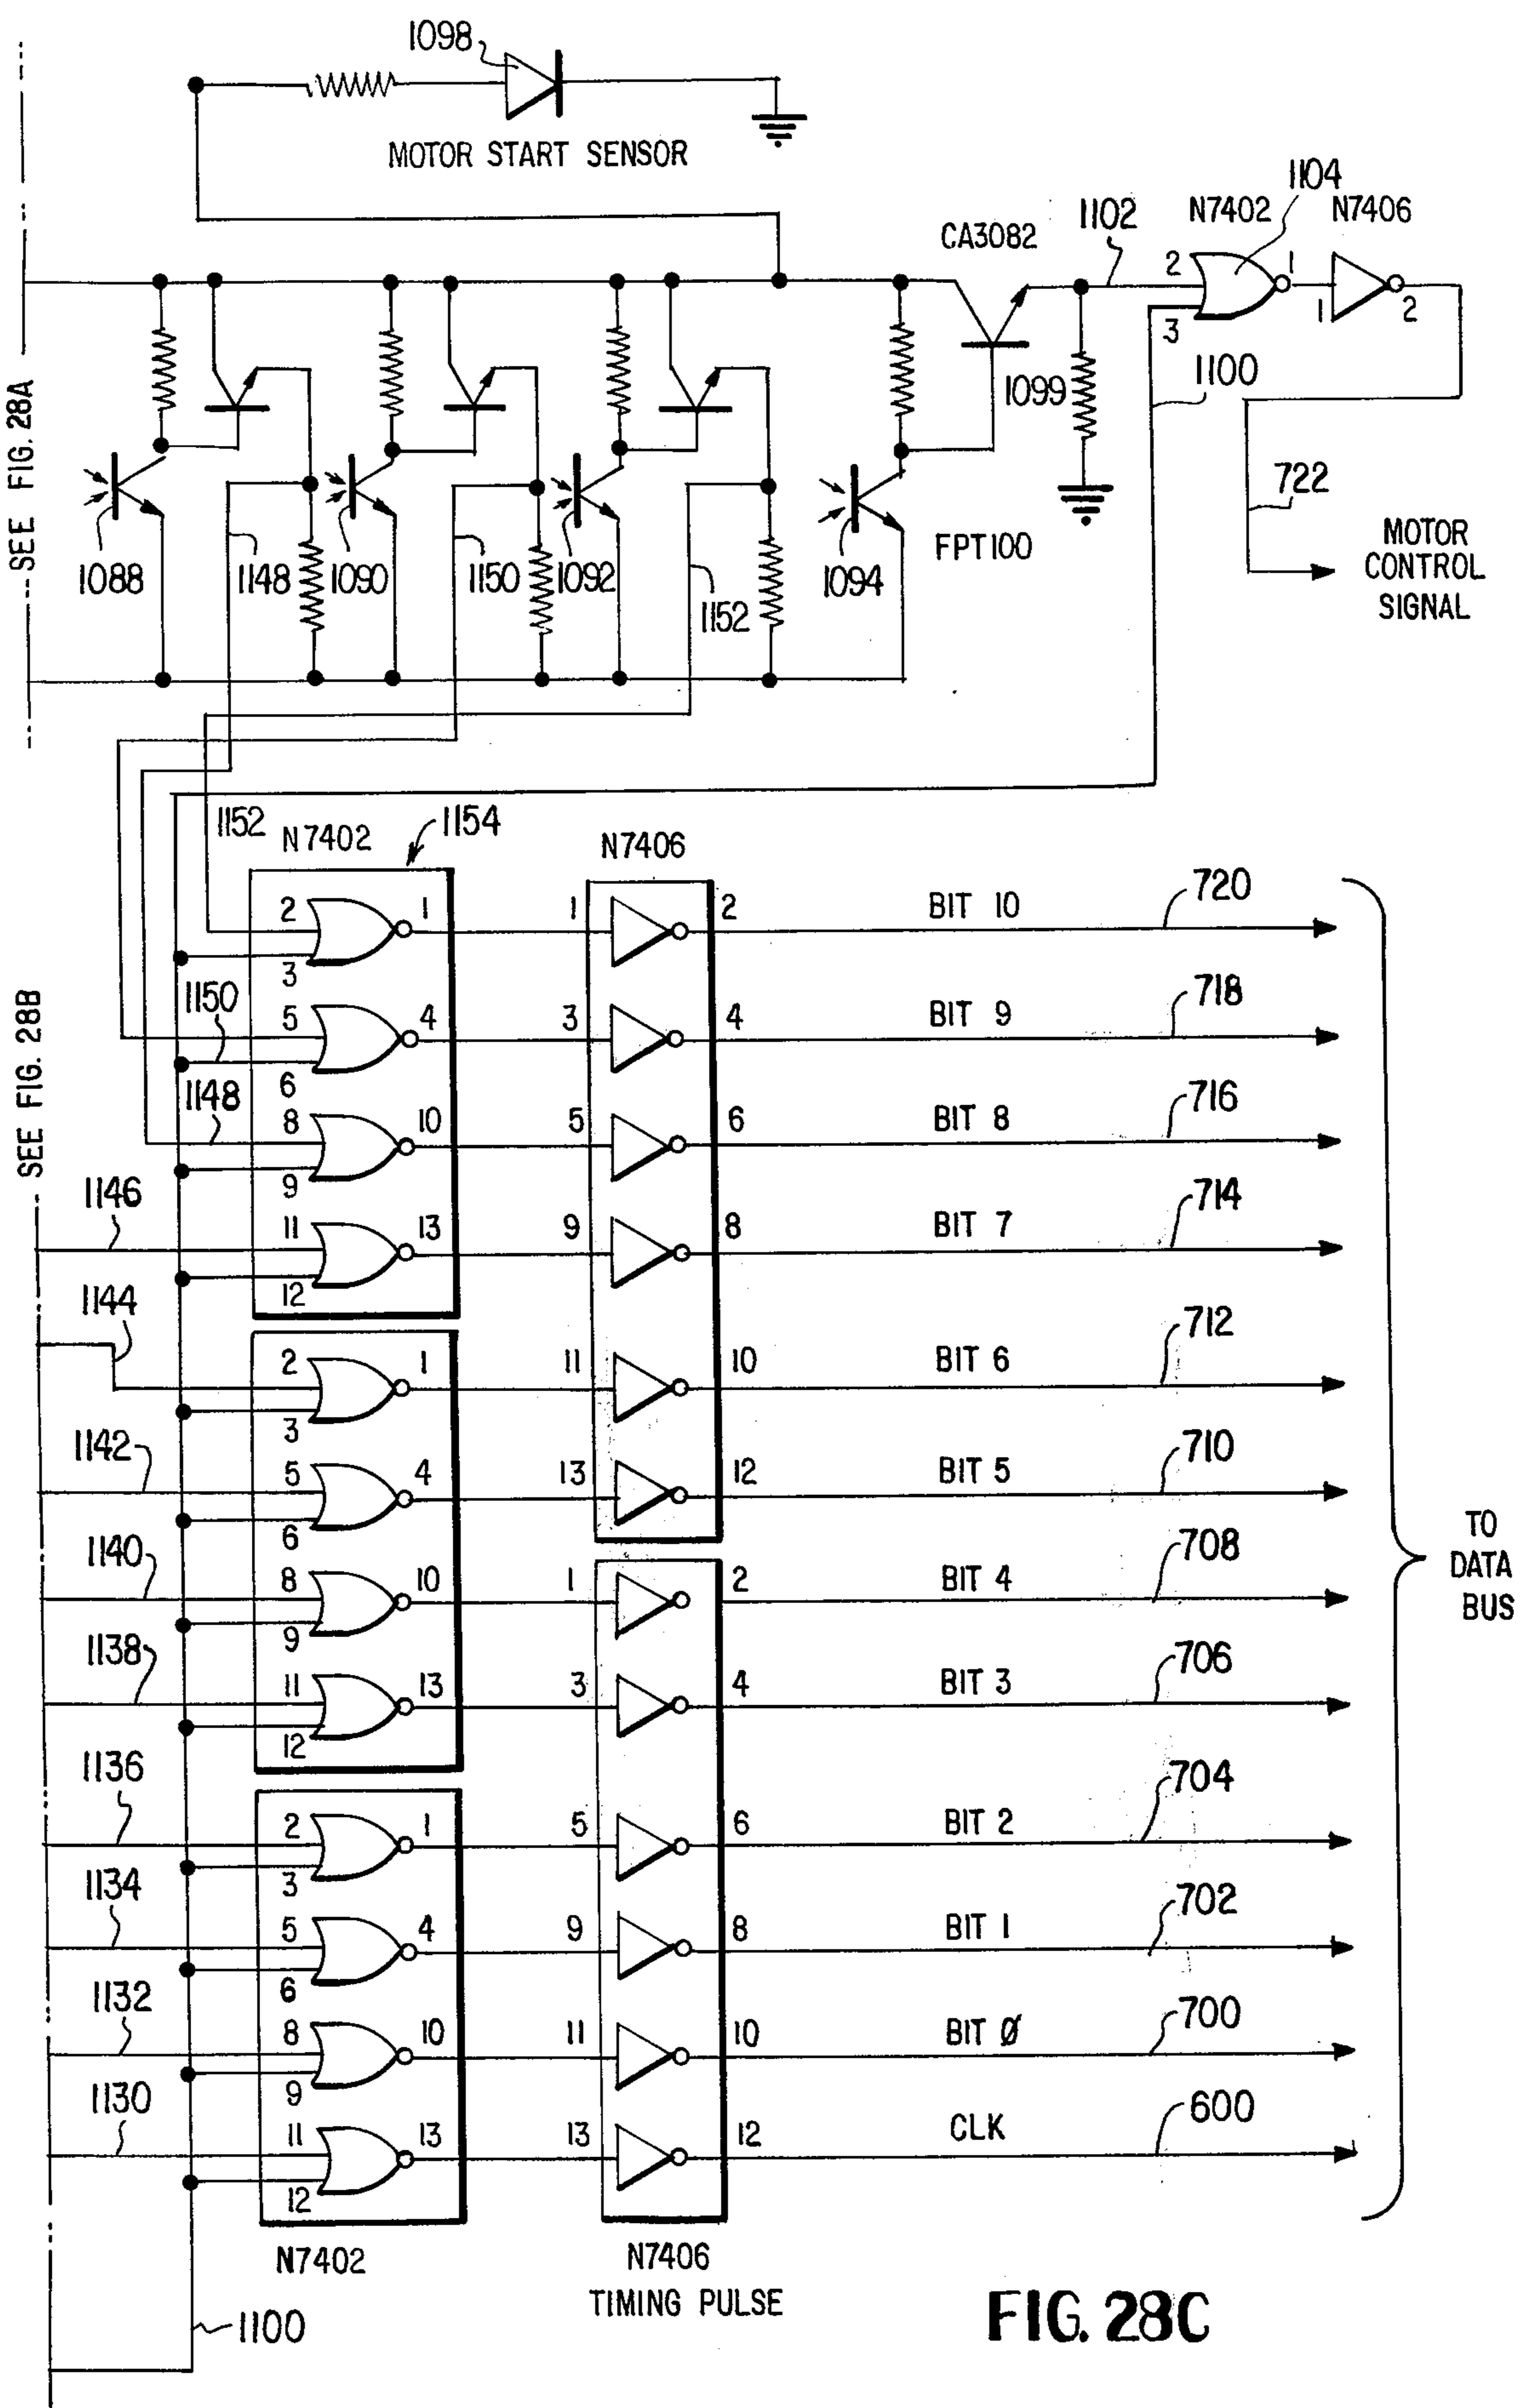 1098
MOTOR START SENSOR
1104
N7402 N7406
1102
CA3082
2
3
1
1
2
1100
1099
SEE FIG. 28A
722
MOTOR
CONTROL
SIGNAL
FPT100
1088
1148
1090
1150
1092
1152
1094
1152
N7402
1154
N7406
2 1 1 2 BIT 10 720
3
1150
5 4 3 4 BIT 9 718
6
SEE FIG. 28B
1148
8 10 5 6 BIT 8 716
9
1146
11 13 9 8 BIT 7 714
12
1144
2 1 11 10 BIT 6 712
3
1142
5 4 13 12 BIT 5 710
6
1140
8 10 1 2 BIT 4 708
9
TO
DATA
BUS
1138
11 13 3 4 BIT 3 706
12
1136
2 1 5 6 BIT 2 704
3
1134
5 4 9 8 BIT 1 702
6
1132
8 10 11 10 BIT Ø 700
9
1130
11 13 13 12 CLK 600
12
N7402
N7406
TIMING PULSE
1100
FIG. 28C